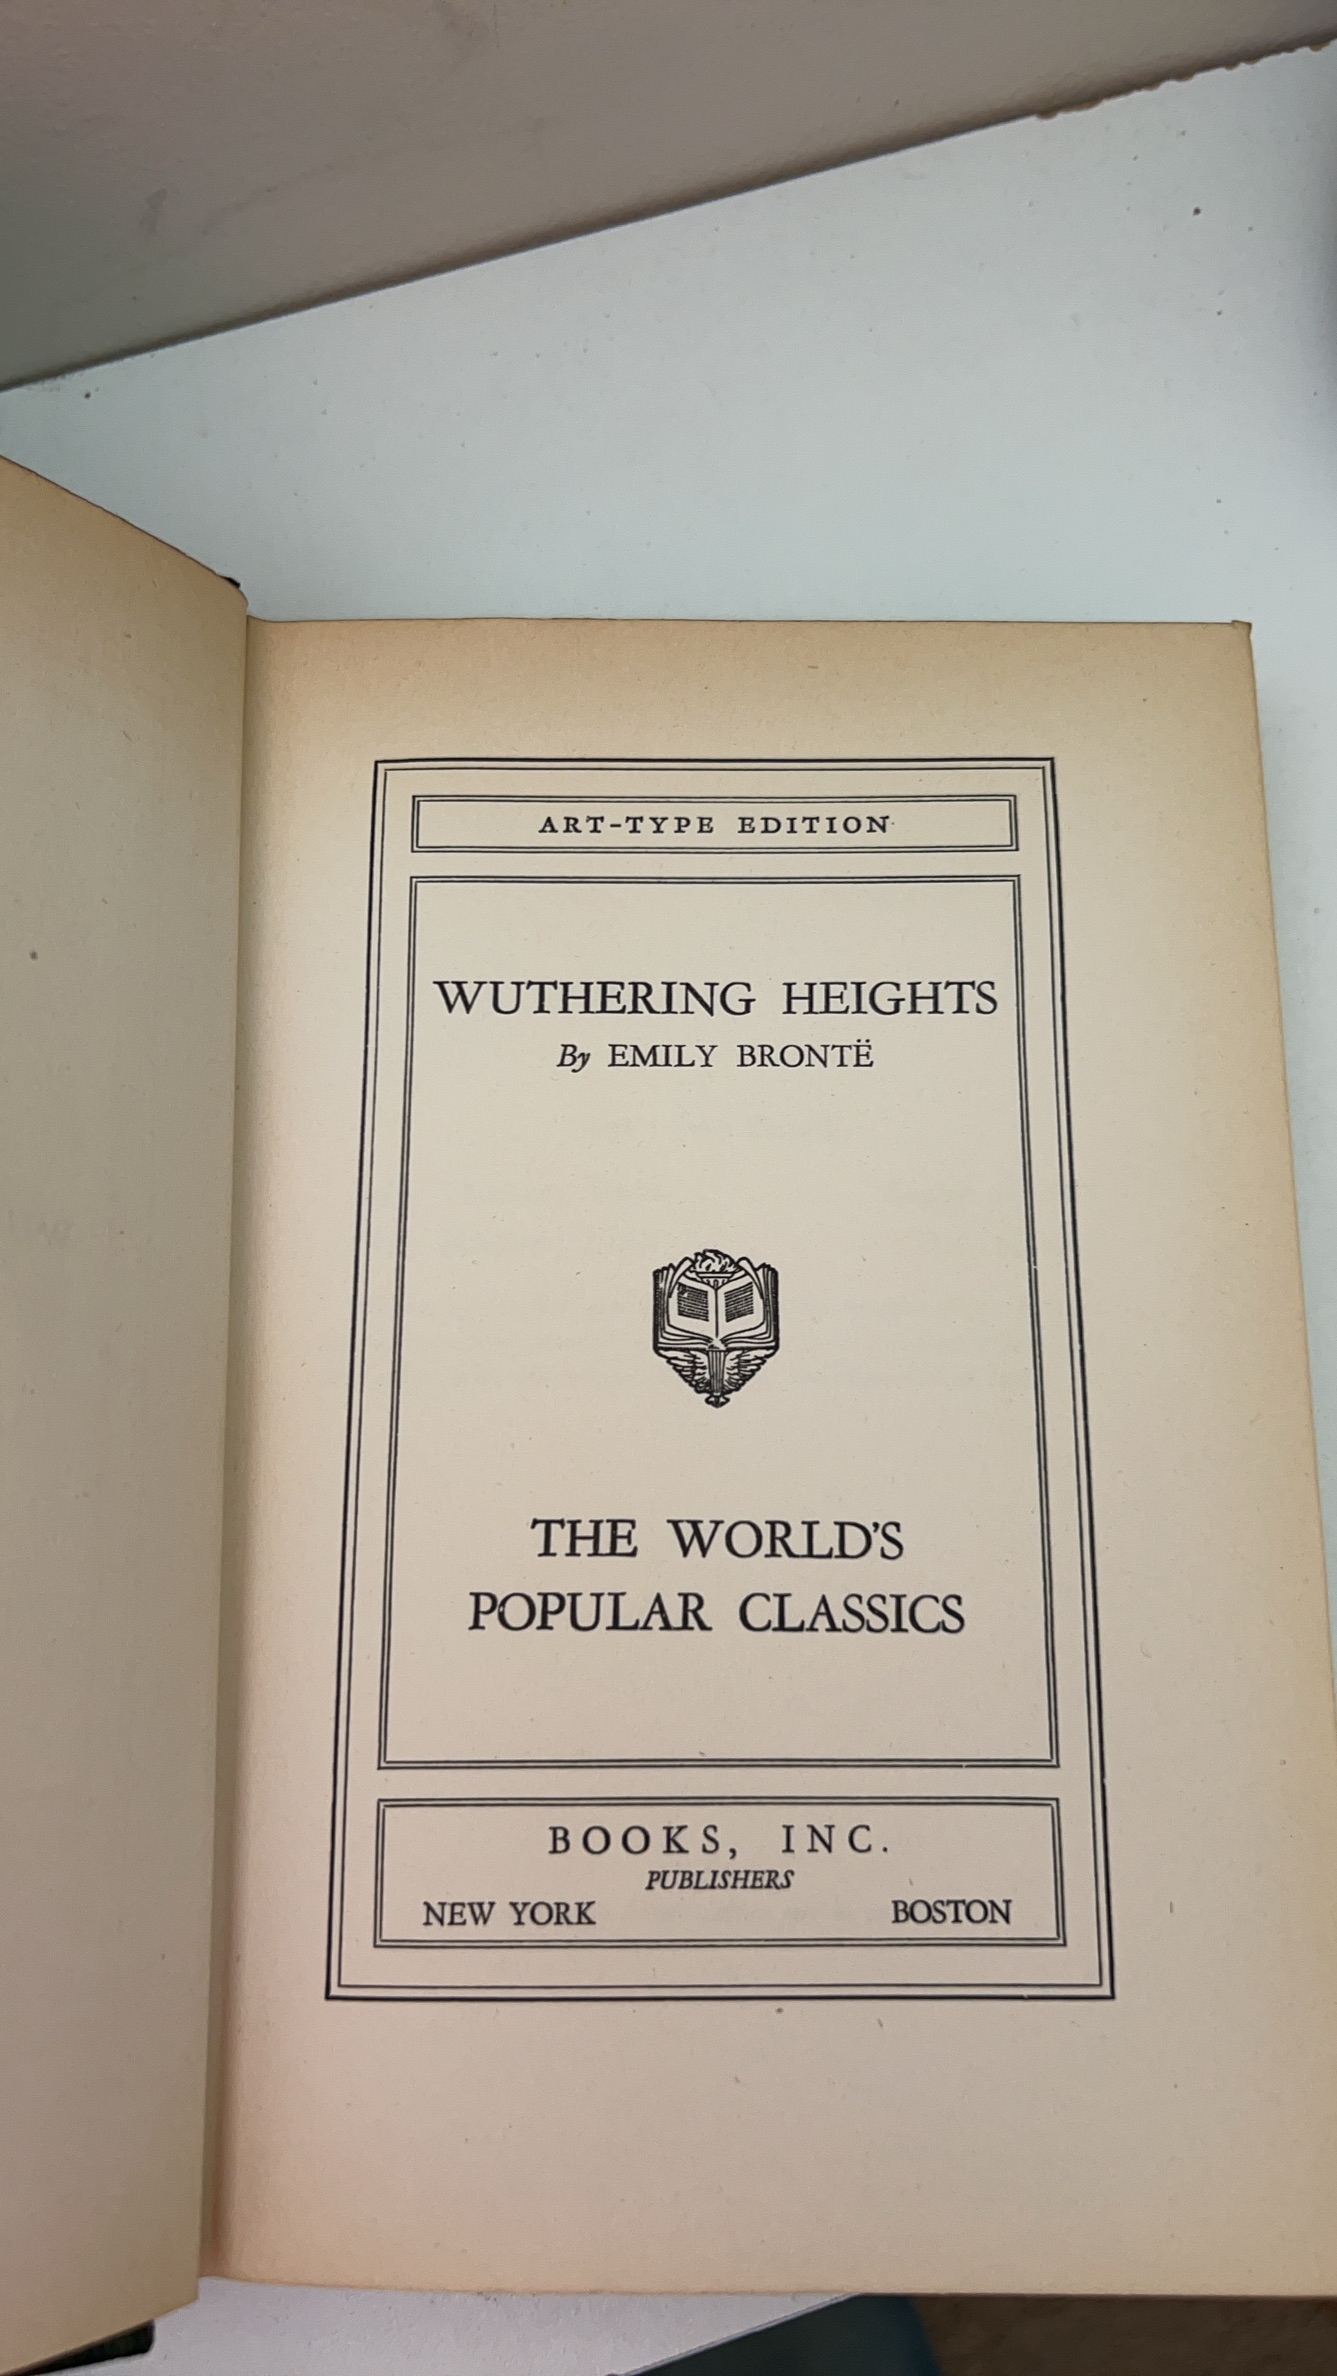 ART-TYPE EDITION
WUTHERING HEIGHTS
By EMILY BRONTË
THE WORLD'S
POPULAR CLASSICS
BOOKS, INC.
PUBLISHERS
NEW YORK BOSTON